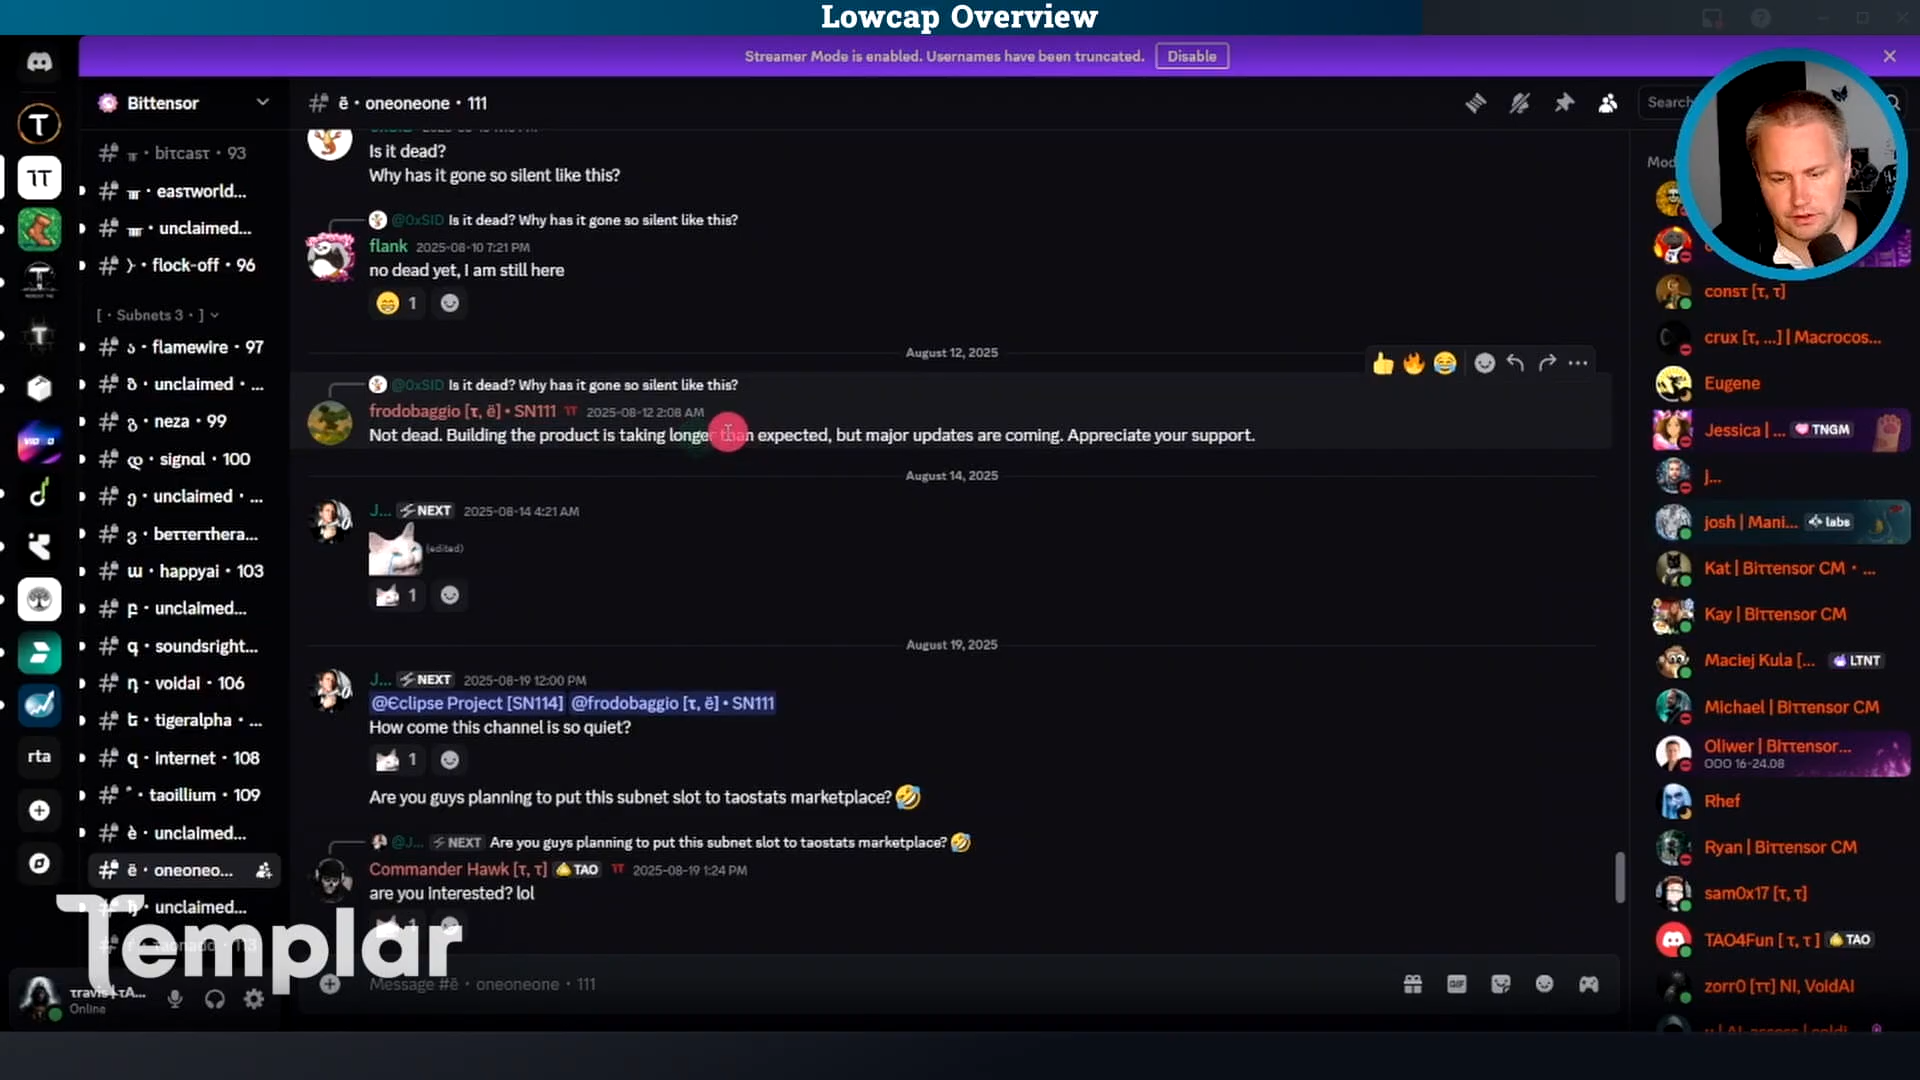 Lowcap Overview
Streamer Mode is enabled. Usernames have been truncated.
Disable
Bittensor
ë · oneoneone · 111
Search
bitcast · 93
eastworld...
unclaimed...
flock-off · 96
[ · Subnets 3 · ]
flamewire · 97
unclaimed · ...
neza · 99
signal · 100
unclaimed · ...
betterthera...
happyai · 103
unclaimed...
soundsright...
voidai · 106
tigeralpha · ...
internet · 108
taoillium · 109
è · unclaimed...
ë · oneoneo...
unclaimed...
rta
Is it dead?
Why has it gone so silent like this?
@0xSID Is it dead? Why has it gone so silent like this?
flank 2025-08-10 7:21 PM
no dead yet, I am still here
1
August 12, 2025
@0xSID Is it dead? Why has it gone so silent like this?
frodobaggio [τ, ë] • SN111 2025-08-12 2:08 AM
Not dead. Building the product is taking longer than expected, but major updates are coming. Appreciate your support.
August 14, 2025
J... NEXT 2025-08-14 4:21 AM
(edited)
1
August 19, 2025
J... NEXT 2025-08-19 12:00 PM
@Єclipse Project [SN114] @frodobaggio [τ, ë] • SN111
How come this channel is so quiet?
1
Are you guys planning to put this subnet slot to taostats marketplace? 🤣
@J... NEXT Are you guys planning to put this subnet slot to taostats marketplace? 🤣
Commander Hawk [τ, τ] TAO 2025-08-19 1:24 PM
are you interested? lol
1
Message #ë · oneoneone · 111
Templar
Online
GIF
const [τ, τ]
crux [τ, ...] | Macrocos...
Eugene
Jessica | ... TNGM
J...
josh | Mani... labs
Kat | Bittensor CM · ...
Kay | Bittensor CM
Maciej Kula [... LTNT
Michael | Bittensor CM
Oliwer | Bittensor...
OOO 16-24.08
Rhef
Ryan | Bittensor CM
sam0x17 [τ, τ]
TAO4Fun [ τ, τ ] TAO
zorr0 [ττ] NI, VoidAI